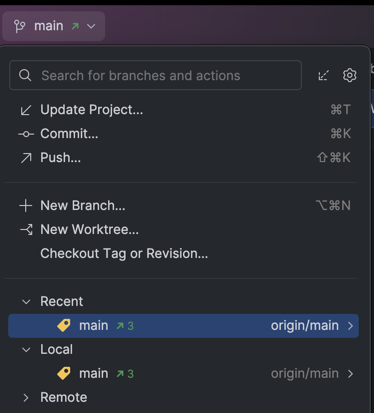 main
Search for branches and actions
Update Project... ⌘T
Commit... ⌘K
Push... ⇧⌘K
New Branch... ⌥⌘N
New Worktree...
Checkout Tag or Revision...
Recent
main 3 origin/main
Local
main 3 origin/main
Remote